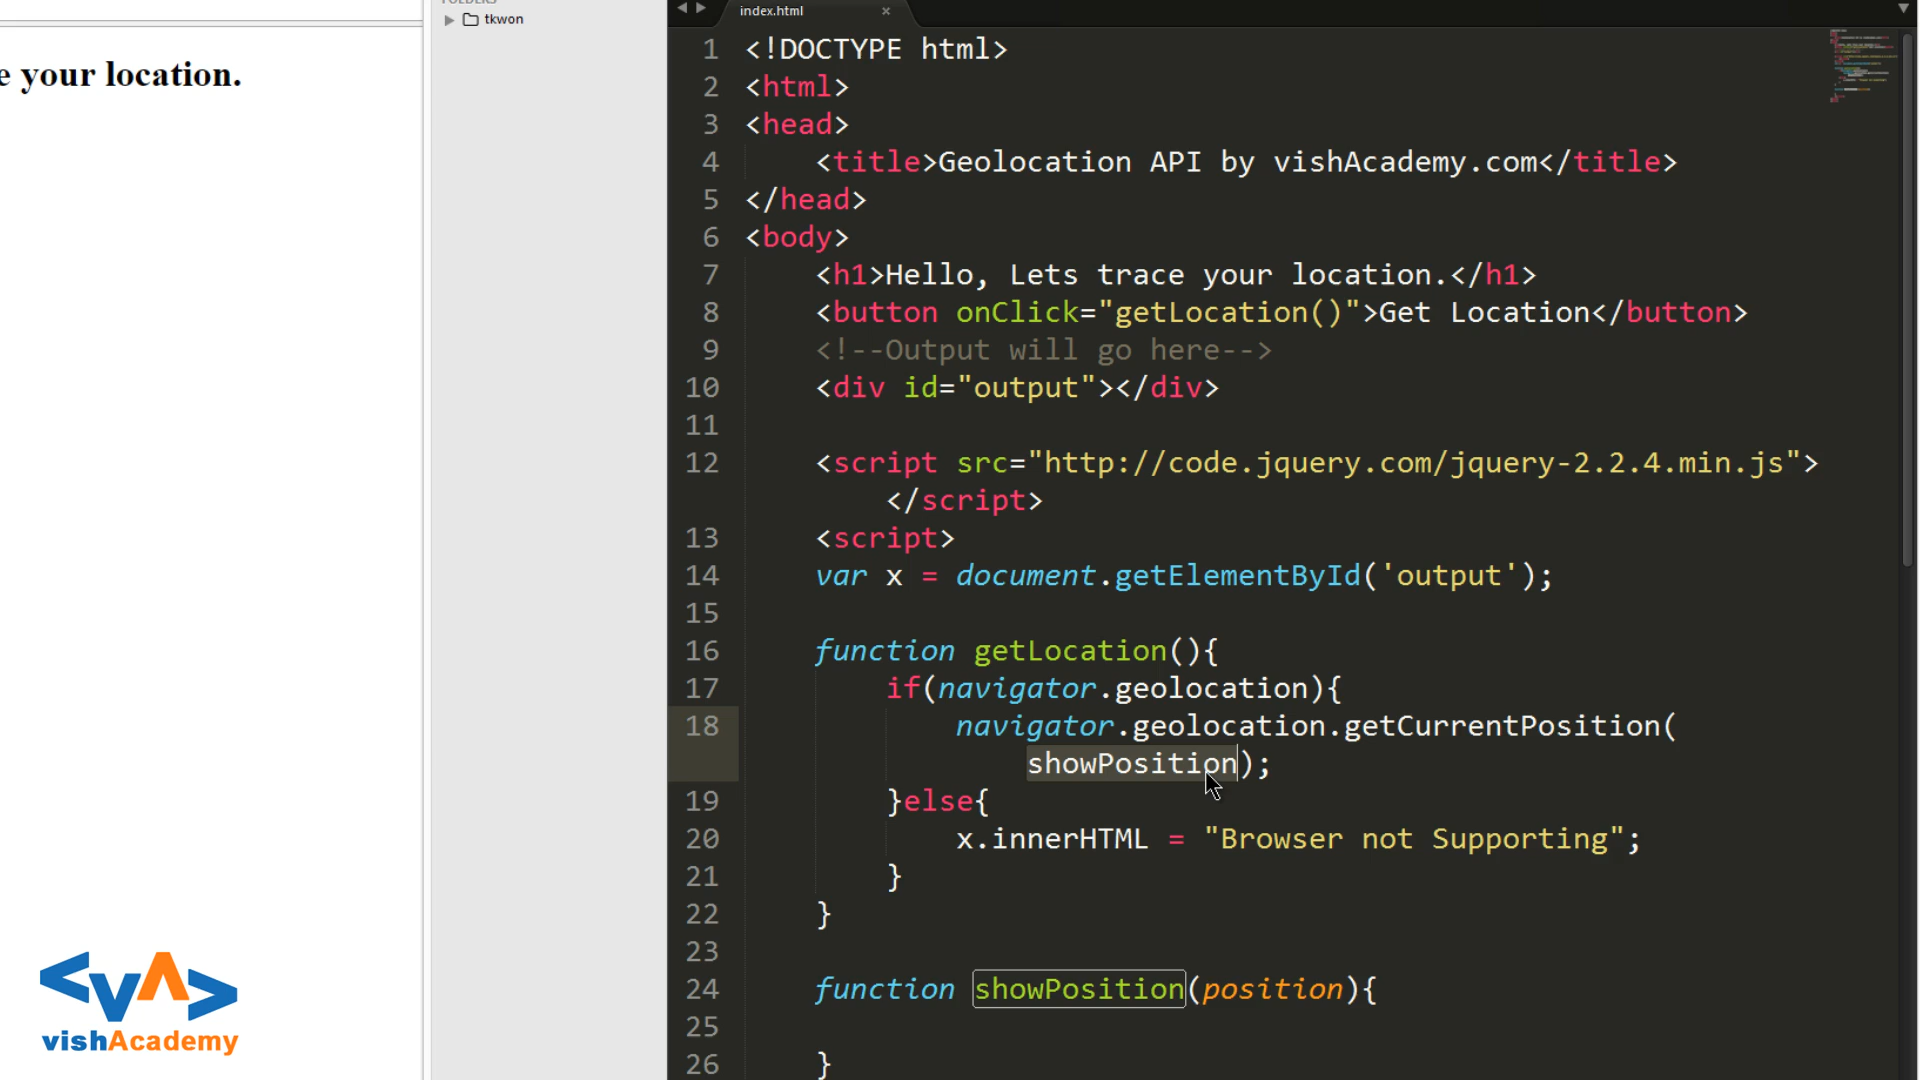 e your location.
tkwon
index.html
1 <!DOCTYPE html>
2 <html>
3 <head>
4 <title>Geolocation API by vishAcademy.com</title>
5 </head>
6 <body>
7 <h1>Hello, Lets trace your location.</h1>
8 <button onClick="getLocation()">Get Location</button>
9 <!--Output will go here-->
10 <div id="output"></div>
11
12 <script src="http://code.jquery.com/jquery-2.2.4.min.js">
</script>
13 <script>
14 var x = document.getElementById('output');
15
16 function getLocation(){
17 if(navigator.geolocation){
18 navigator.geolocation.getCurrentPosition(
showPosition);
19 }else{
20 x.innerHTML = "Browser not Supporting";
21 }
22 }
23
24 function showPosition(position){
25
26 }
<VA>
vishAcademy